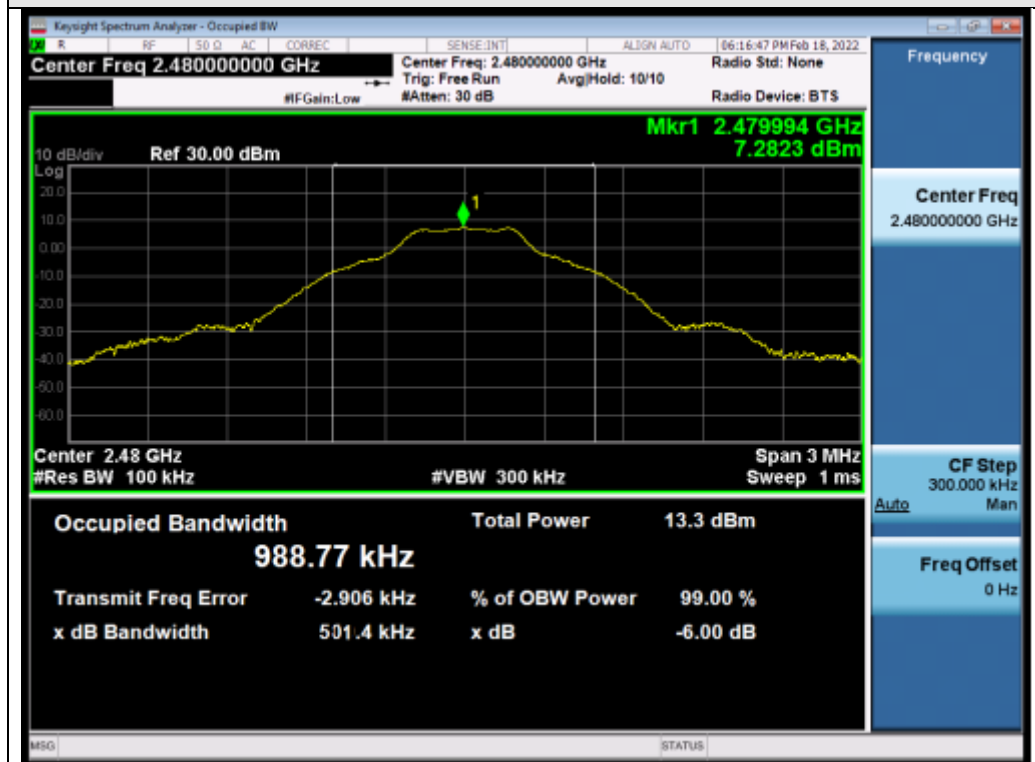 Keysight Spectrum Analyzer - Occupied BW
R RF 50 Ω AC CORREC SENSE:INT ALIGN AUTO 06:16:47 PM Feb 18, 2022
Center Freq 2.480000000 GHz Center Freq: 2.480000000 GHz Radio Std: None Frequency
Trig: Free Run Avg|Hold: 10/10
#IFGain:Low #Atten: 30 dB Radio Device: BTS
Mkr1 2.479994 GHz
10 dB/div Ref 30.00 dBm 7.2823 dBm
Log
20.0
1
10.0
0.00
-10.0
-20.0
-30.0
-40.0
-50.0
-60.0
Center Freq
2.480000000 GHz
Center 2.48 GHz Span 3 MHz
#Res BW 100 kHz #VBW 300 kHz Sweep 1 ms
CF Step
300.000 kHz
Auto Man
Occupied Bandwidth Total Power 13.3 dBm
988.77 kHz
Freq Offset
0 Hz
Transmit Freq Error -2.906 kHz % of OBW Power 99.00 %
x dB Bandwidth 501.4 kHz x dB -6.00 dB
MSG STATUS